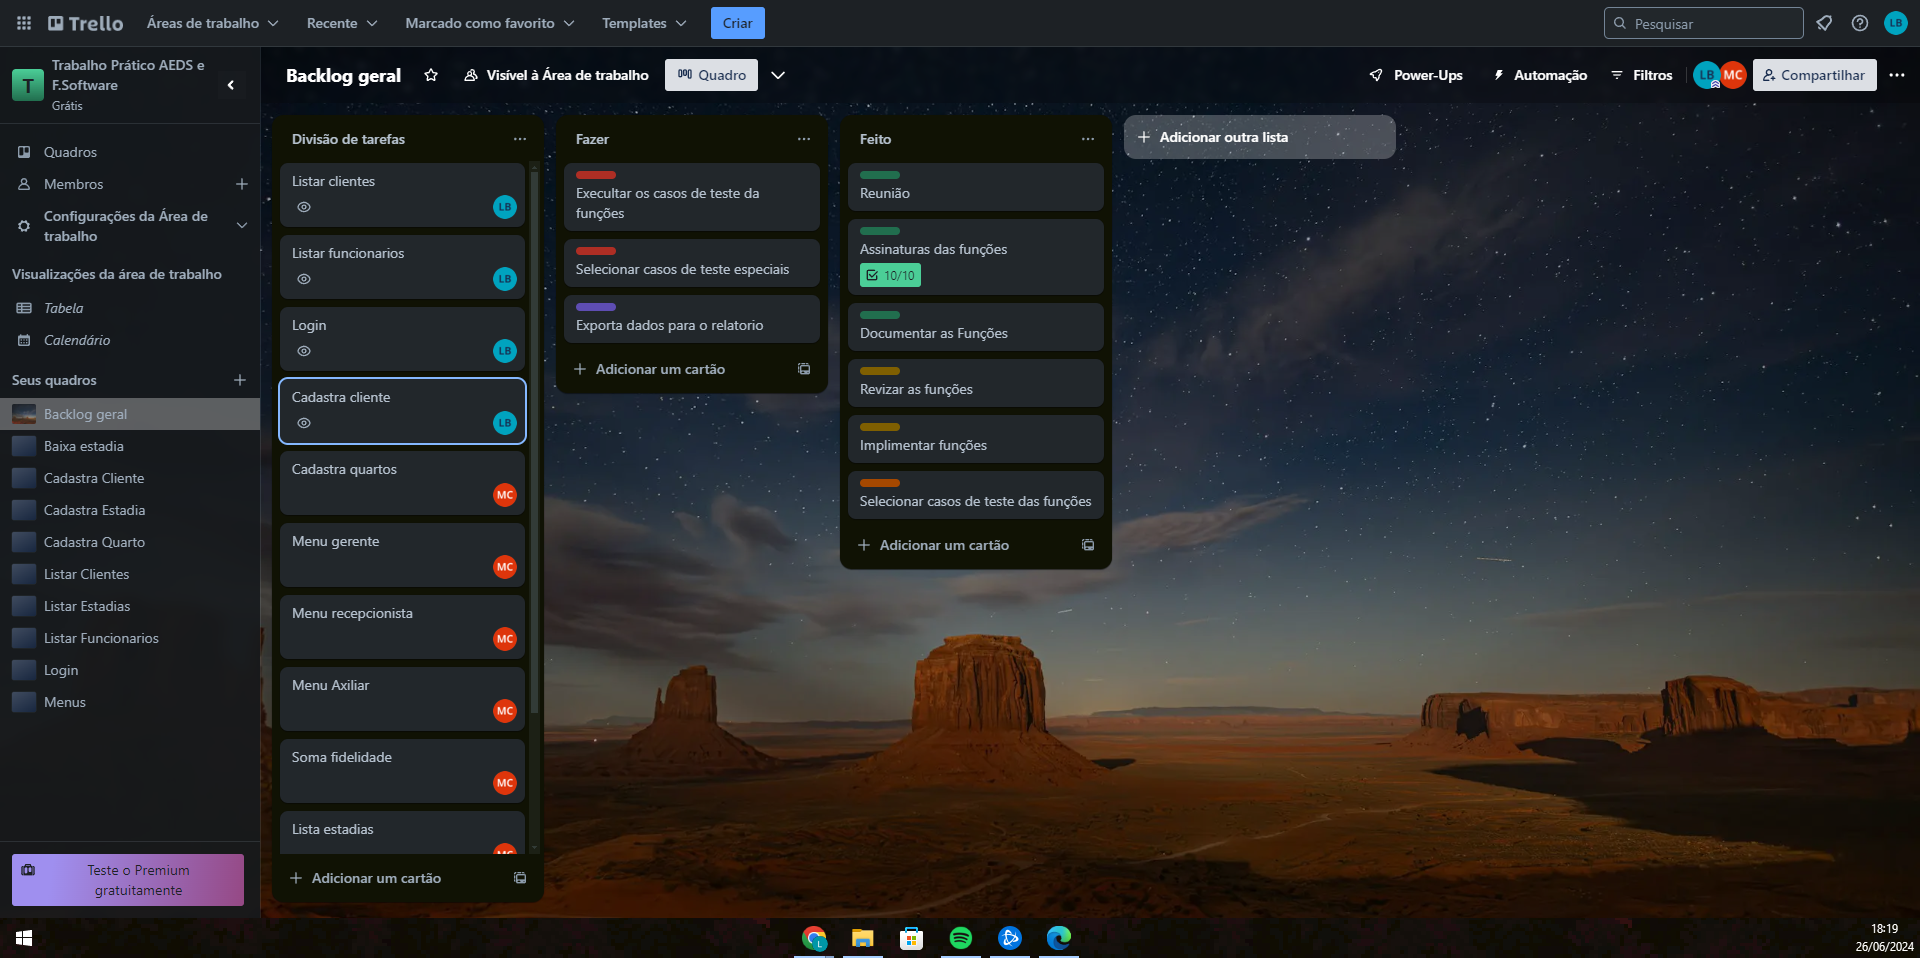 Trello
Áreas de trabalho
Recente
Marcado como favorito
Templates
Criar
Pesquisar
LB
T
Trabalho Prático AEDS e
F.Software
Grátis
Backlog geral
Visível à Área de trabalho
Quadro
Power-Ups
Automação
Filtros
LB
MC
Compartilhar
Quadros
Membros
Configurações da Área de
trabalho
Visualizações da área de trabalho
Tabela
Calendário
Seus quadros
Backlog geral
Baixa estadia
Cadastra Cliente
Cadastra Estadia
Cadastra Quarto
Listar Clientes
Listar Estadias
Listar Funcionarios
Login
Menus
Teste o Premium
gratuitamente
Divisão de tarefas
Listar clientes
LB
Listar funcionarios
LB
Login
LB
Cadastra cliente
LB
Cadastra quartos
MC
Menu gerente
MC
Menu recepcionista
MC
Menu Axiliar
MC
Soma fidelidade
MC
Lista estadias
MC
Adicionar um cartão
Fazer
Execultar os casos de teste da
funções
Selecionar casos de teste especiais
Exporta dados para o relatorio
Adicionar um cartão
Feito
Reunião
Assinaturas das funções
10/10
Documentar as Funções
Revizar as funções
Implimentar funções
Selecionar casos de teste das funções
Adicionar um cartão
Adicionar outra lista
L
18:19
26/06/2024